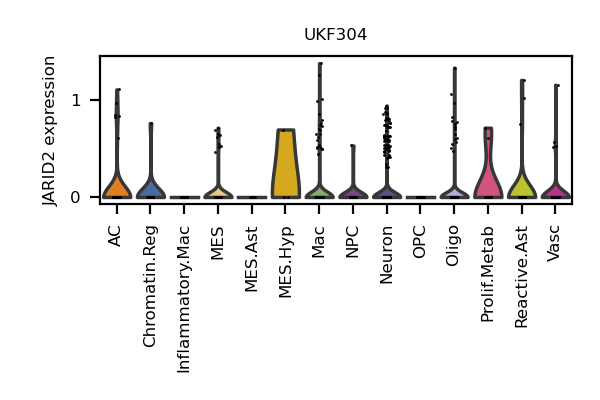 UKF304
JARID2 expression
1
0
AC
Chromatin.Reg
Inflammatory.Mac
MES
MES.Ast
MES.Hyp
Mac
NPC
Neuron
OPC
Oligo
Prolif.Metab
Reactive.Ast
Vasc